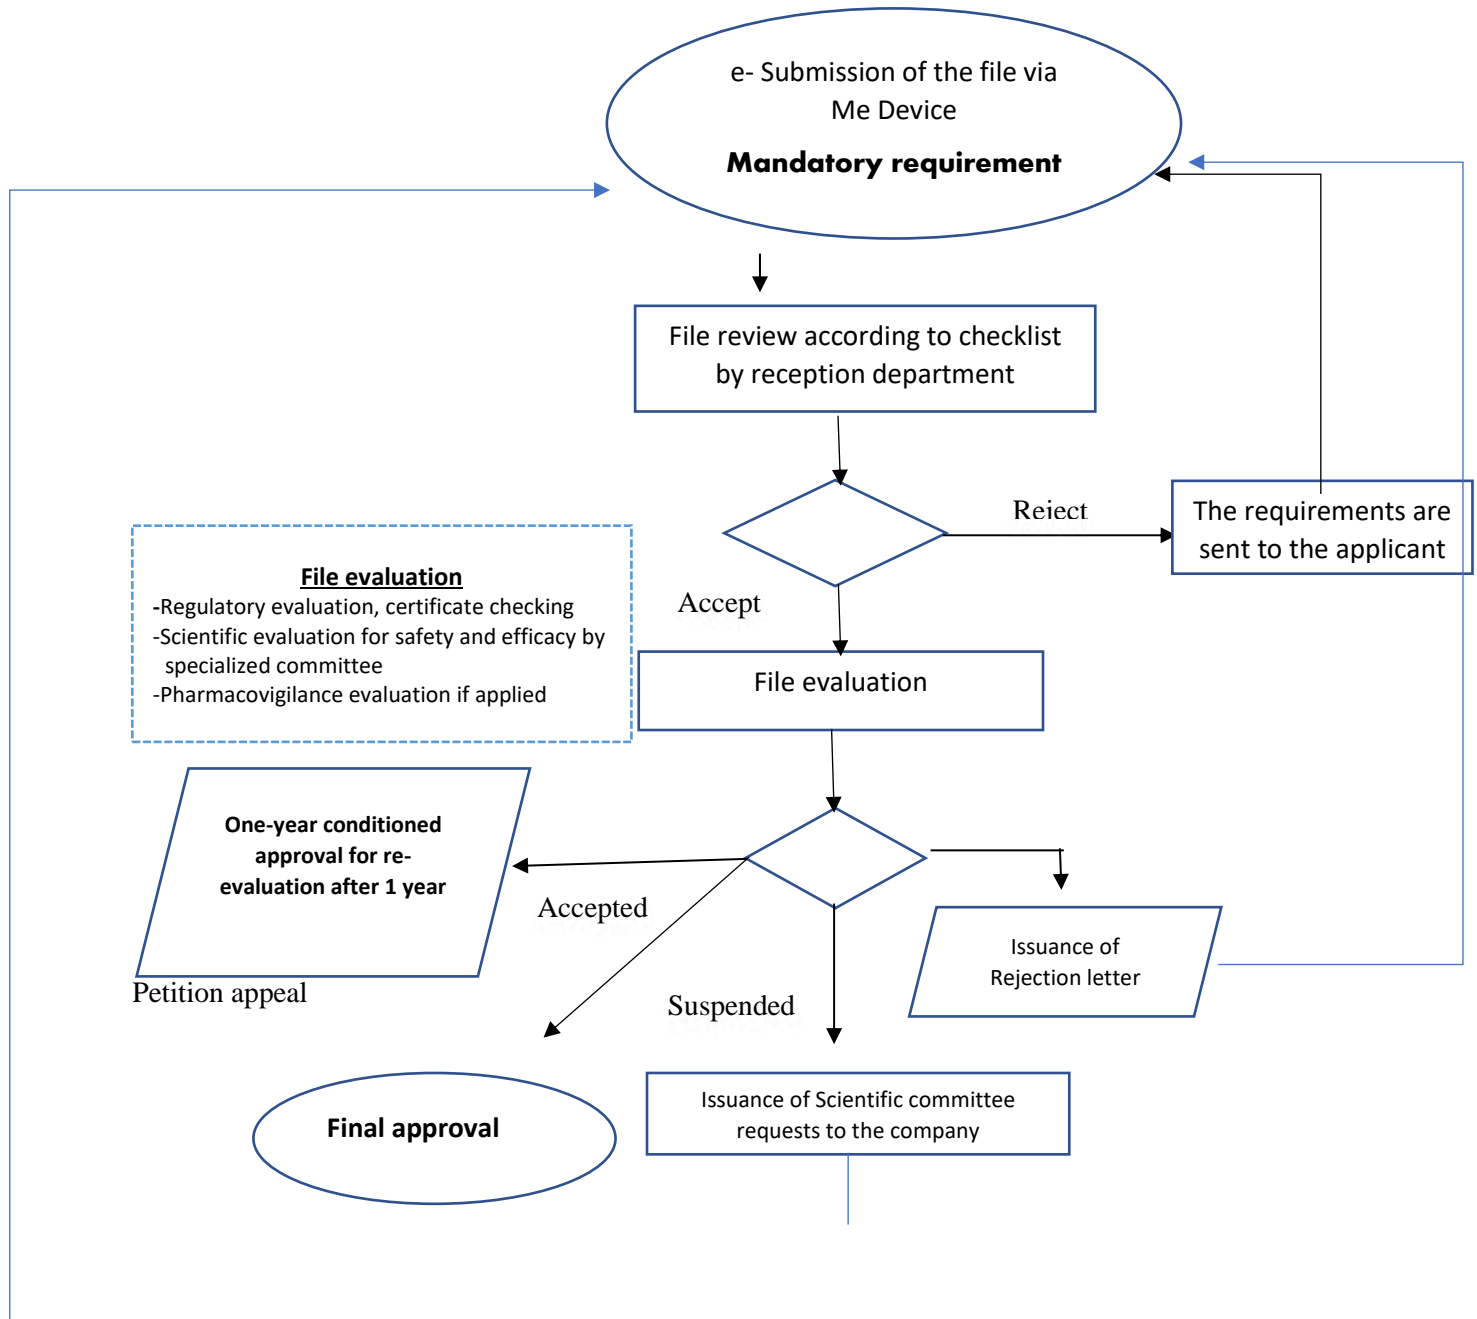 e- Submission of the file via
Me Device
Mandatory requirement
File review according to checklist
by reception department
Reject
The requirements are
sent to the applicant
Accept
File evaluation
-Regulatory evaluation, certificate checking
-Scientific evaluation for safety and efficacy by
specialized committee
-Pharmacovigilance evaluation if applied
File evaluation
One-year conditioned
approval for re-
evaluation after 1 year
Accepted
Petition appeal
Suspended
Issuance of
Rejection letter
Final approval
Issuance of Scientific committee
requests to the company